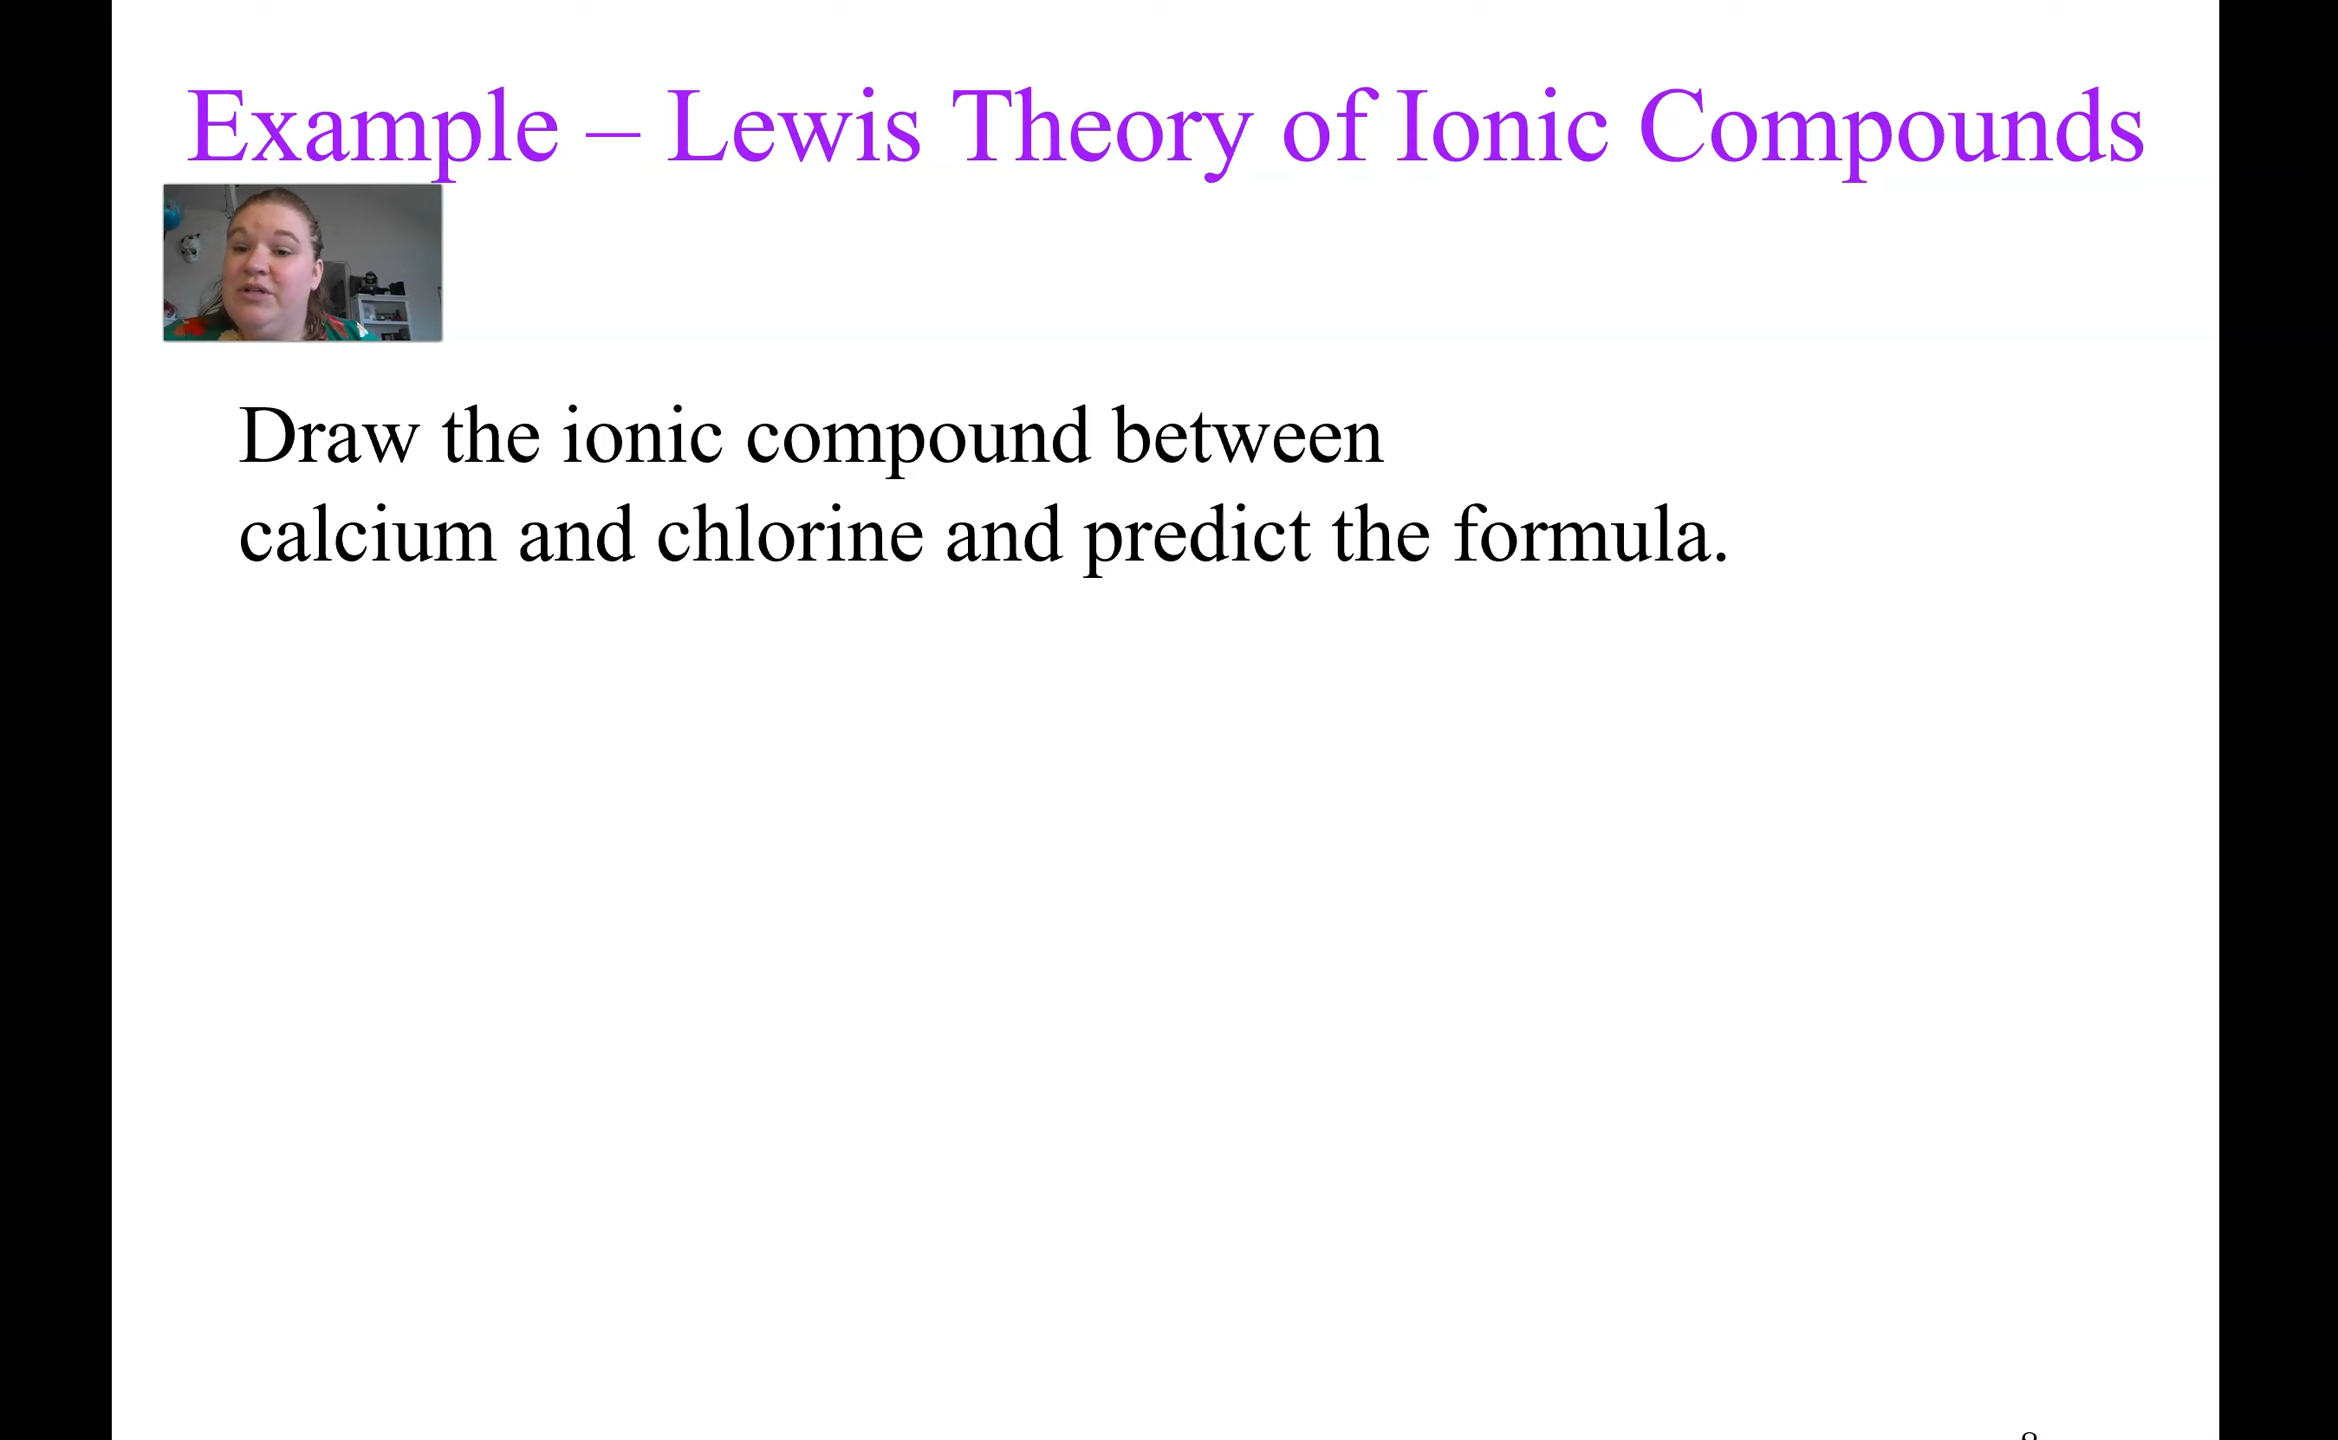 Example – Lewis Theory of Ionic Compounds
Draw the ionic compound between
calcium and chlorine and predict the formula.